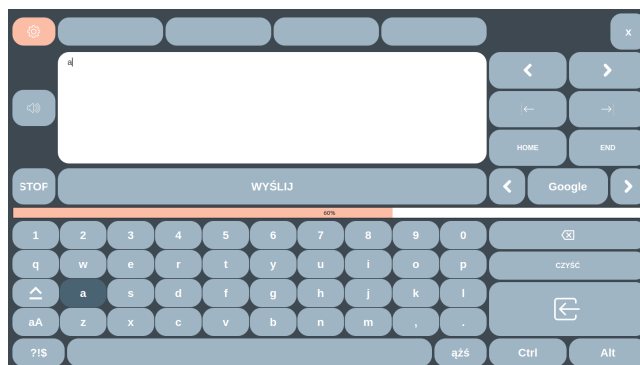 x
a
HOME END
STOP WYŚLIJ Google
60%
1 2 3 4 5 6 7 8 9 0
q w e r t y u i o p CZYŚĆ
a s d f g h j k l
aA z x c v b n m , .
?!$ ążś Ctrl Alt